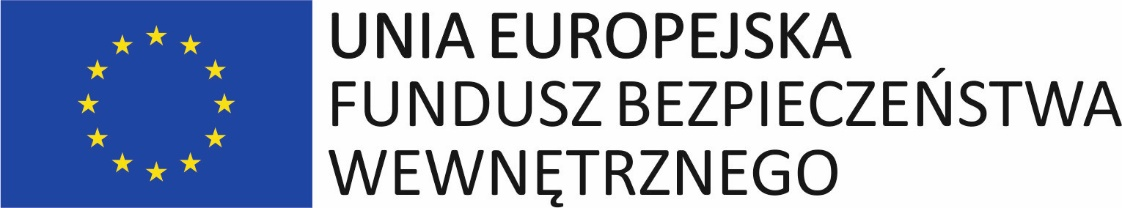 UNIA EUROPEJSKA
FUNDUSZ BEZPIECZEŃSTWA
WEWNĘTRZNEGO